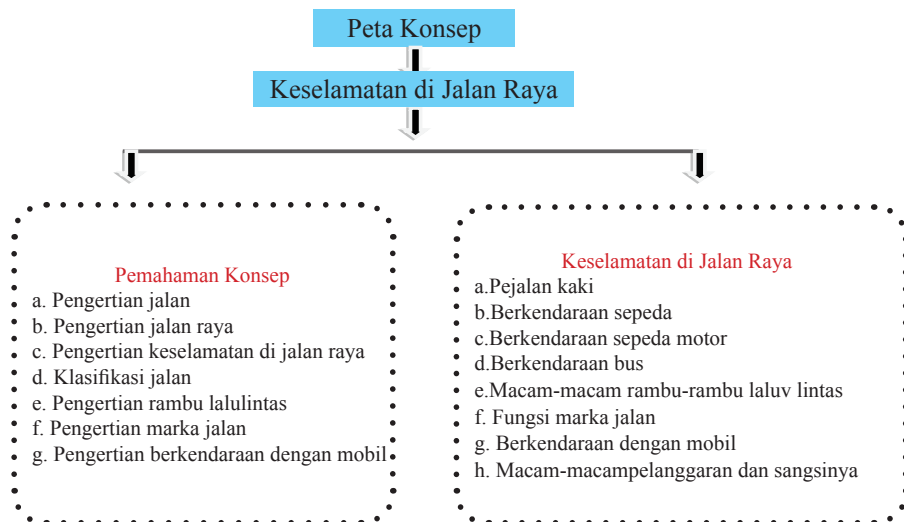 Peta Konsep
Keselamatan di Jalan Raya
Pemahaman Konsep
a. Pengertian jalan
b. Pengertian jalan raya
c. Pengertian keselamatan di jalan raya
d. Klasifikasi jalan
e. Pengertian rambu lalulintas
f. Pengertian marka jalan
g. Pengertian berkendaraan dengan mobil
Keselamatan di Jalan Raya
a.Pejalan kaki
b.Berkendaraan sepeda
c.Berkendaraan sepeda motor
d.Berkendaraan bus
e.Macam-macam rambu-rambu laluv lintas
f. Fungsi marka jalan
g. Berkendaraan dengan mobil
h. Macam-macampelanggaran dan sangsinya